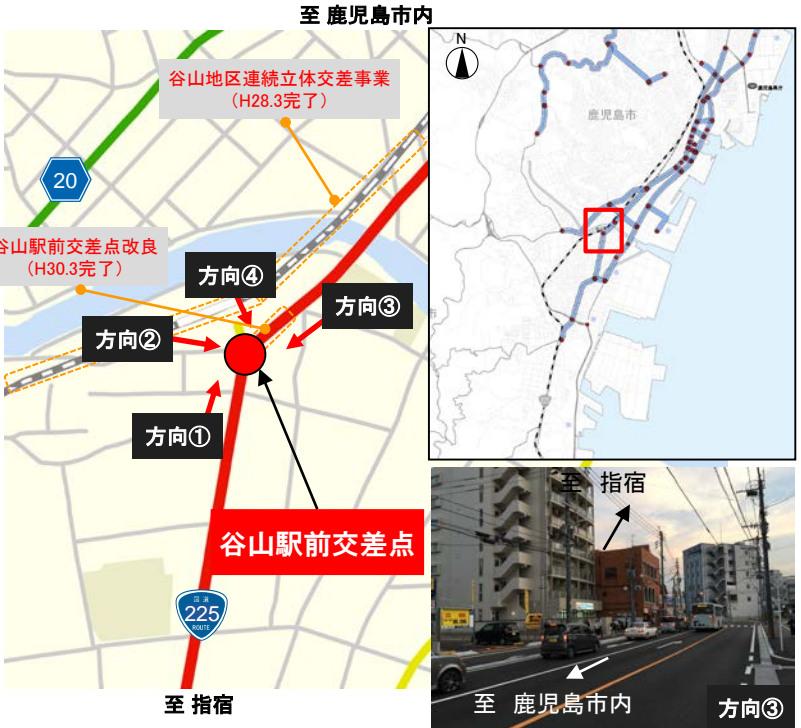 至 鹿児島市内
谷山地区連続立体交差事業
(H28.3完了)
20
谷山駅前交差点改良
(H30.3完了)
方向④
方向③
方向②
方向①
谷山駅前交差点
国道
225
ROUTE
至 指宿
N
鹿児島市
至 指宿
至 鹿児島市内
方向③